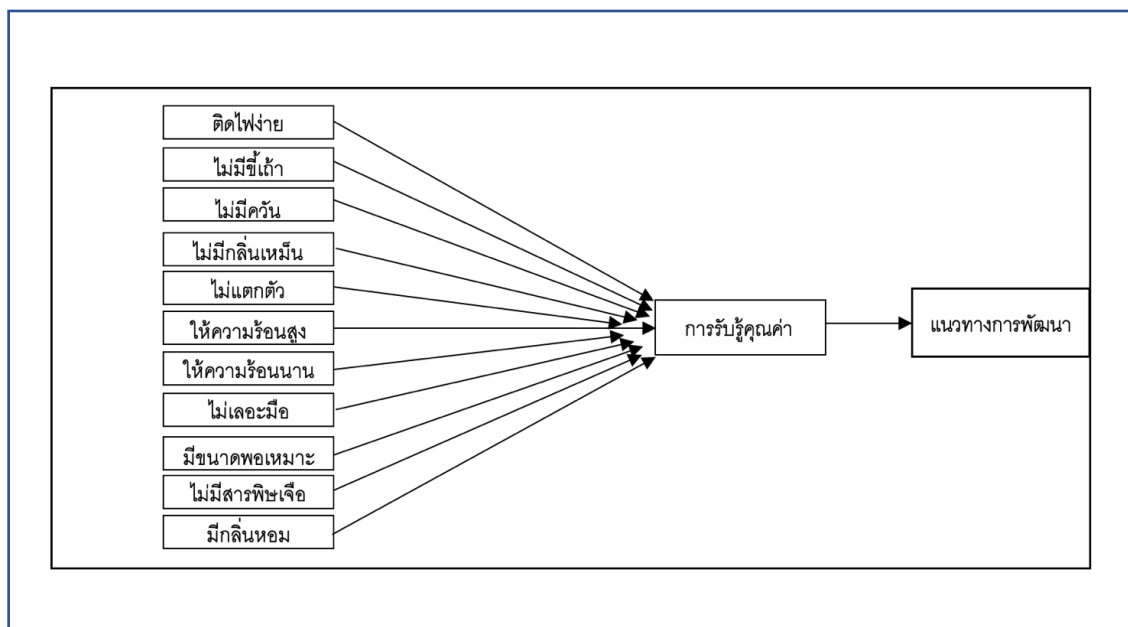 ติดไฟง่าย
ไม่มีขี้เถ้า
ไม่มีควัน
ไม่มีกลิ่นเหม็น
ไม่แตกตัว
ให้ความร้อนสูง
ให้ความร้อนนาน
ไม่เลอะมือ
มีขนาดพอเหมาะ
ไม่มีสารพิษเจือ
มีกลิ่นหอม
การรับรู้คุณค่า
แนวทางการพัฒนา